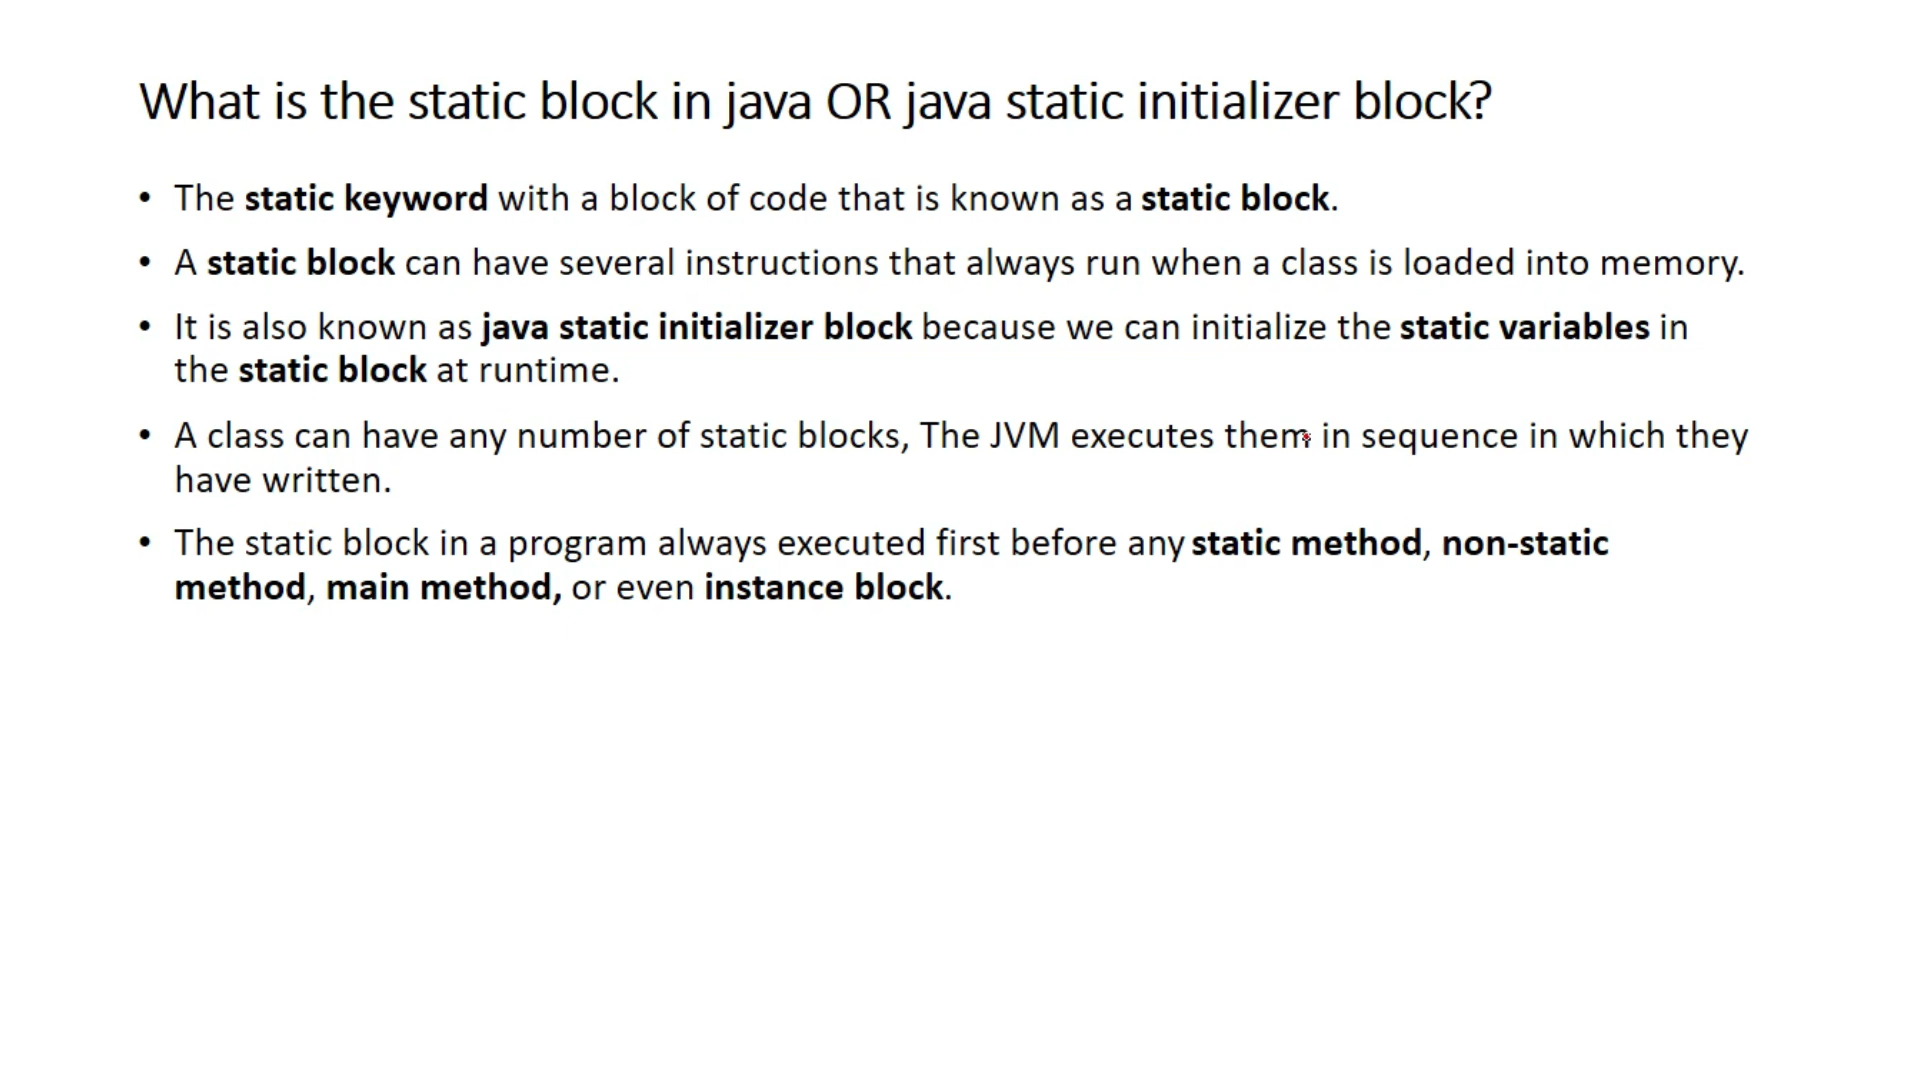 What is the static block in java OR java static initializer block?
• The static keyword with a block of code that is known as a static block.
• A static block can have several instructions that always run when a class is loaded into memory.
• It is also known as java static initializer block because we can initialize the static variables in
the static block at runtime.
• A class can have any number of static blocks, The JVM executes them in sequence in which they
have written.
• The static block in a program always executed first before any static method, non-static
method, main method, or even instance block.